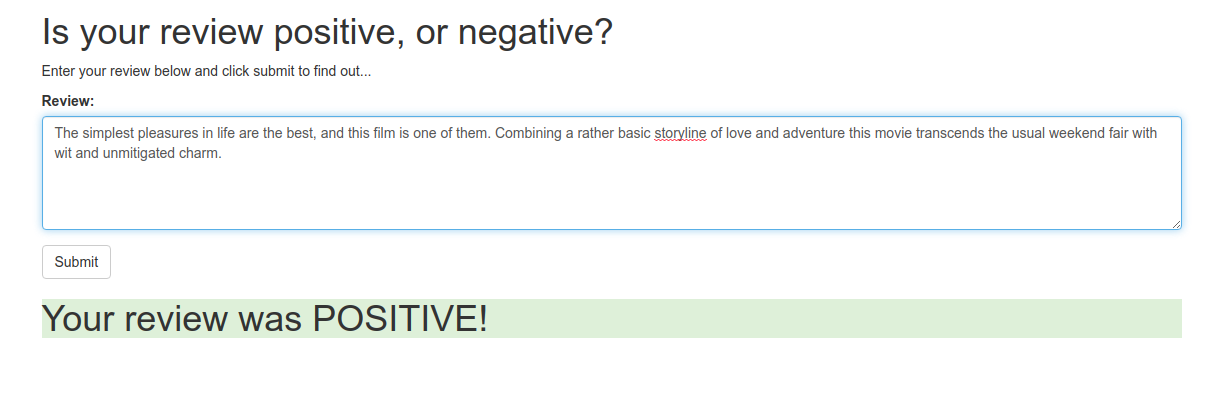 Is your review positive, or negative?
Enter your review below and click submit to find out...
Review:
The simplest pleasures in life are the best, and this film is one of them. Combining a rather basic storyline of love and adventure this movie transcends the usual weekend fair with
wit and unmitigated charm.
Submit
Your review was POSITIVE!